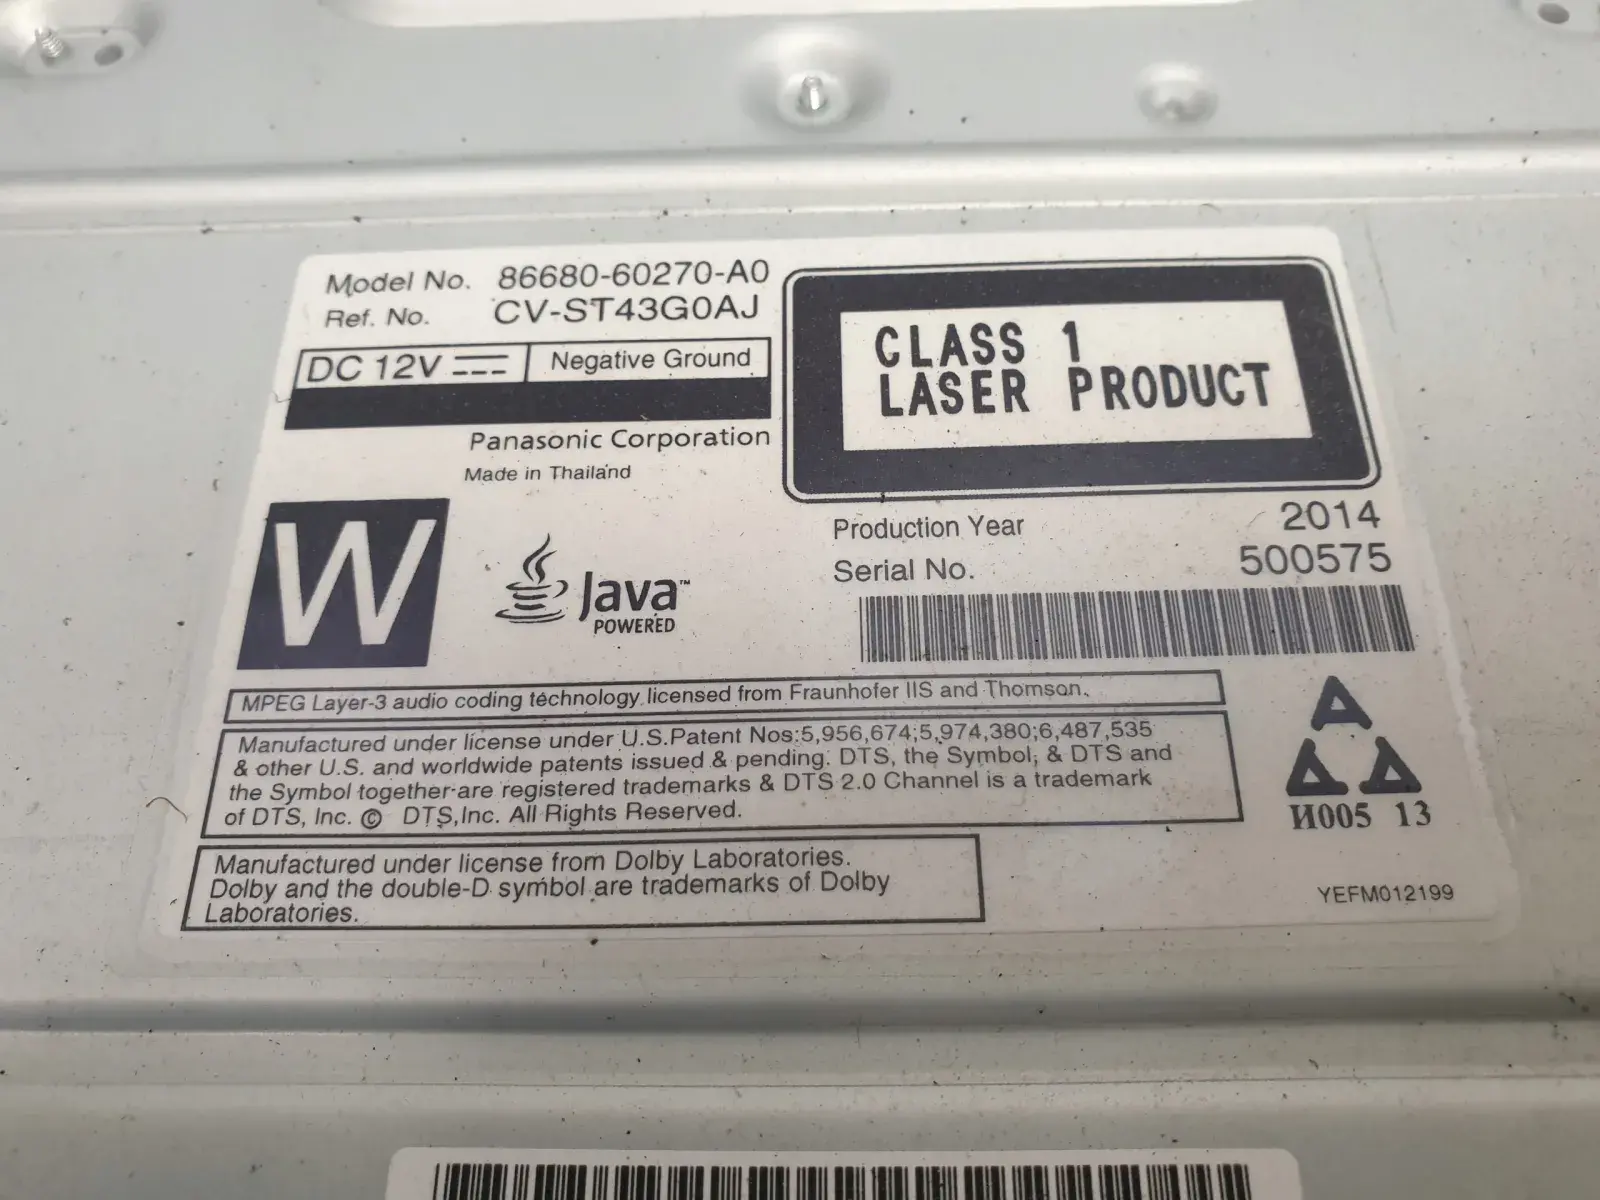 Model No. 86680-60270-A0
Ref. No. CV-ST43G0AJ
DC 12V
Negative Ground
Panasonic Corporation
Made in Thailand
CLASS 1
LASER PRODUCT
W
Java™
POWERED
Production Year 2014
Serial No. 500575
MPEG Layer-3 audio coding technology licensed from Fraunhofer IIS and Thomson.
Manufactured under license under U.S.Patent Nos:5,956,674;5,974,380;6,487,535
& other U.S. and worldwide patents issued & pending. DTS, the Symbol, & DTS and
the Symbol together are registered trademarks & DTS 2.0 Channel is a trademark
of DTS, Inc. © DTS,Inc. All Rights Reserved.
Manufactured under license from Dolby Laboratories.
Dolby and the double-D symbol are trademarks of Dolby
Laboratories.
И005 13
YEFM012199